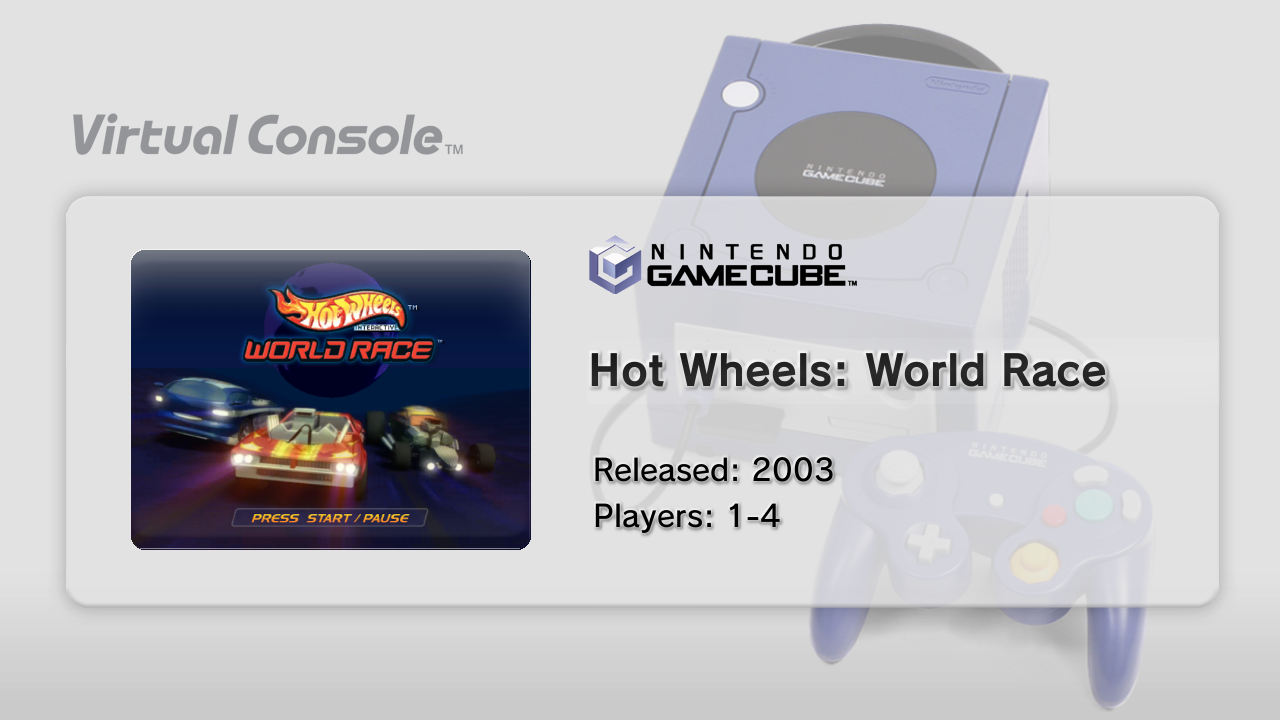 Virtual Console™
NINTENDO
GAMECUBE™
Hot Wheels: World Race
Released: 2003
Players: 1-4
HOT WHEELS™
INTERACTIVE
WORLD RACE™
PRESS START / PAUSE
Nintendo
NINTENDO
GAMECUBE
NINTENDO
GAMECUBE